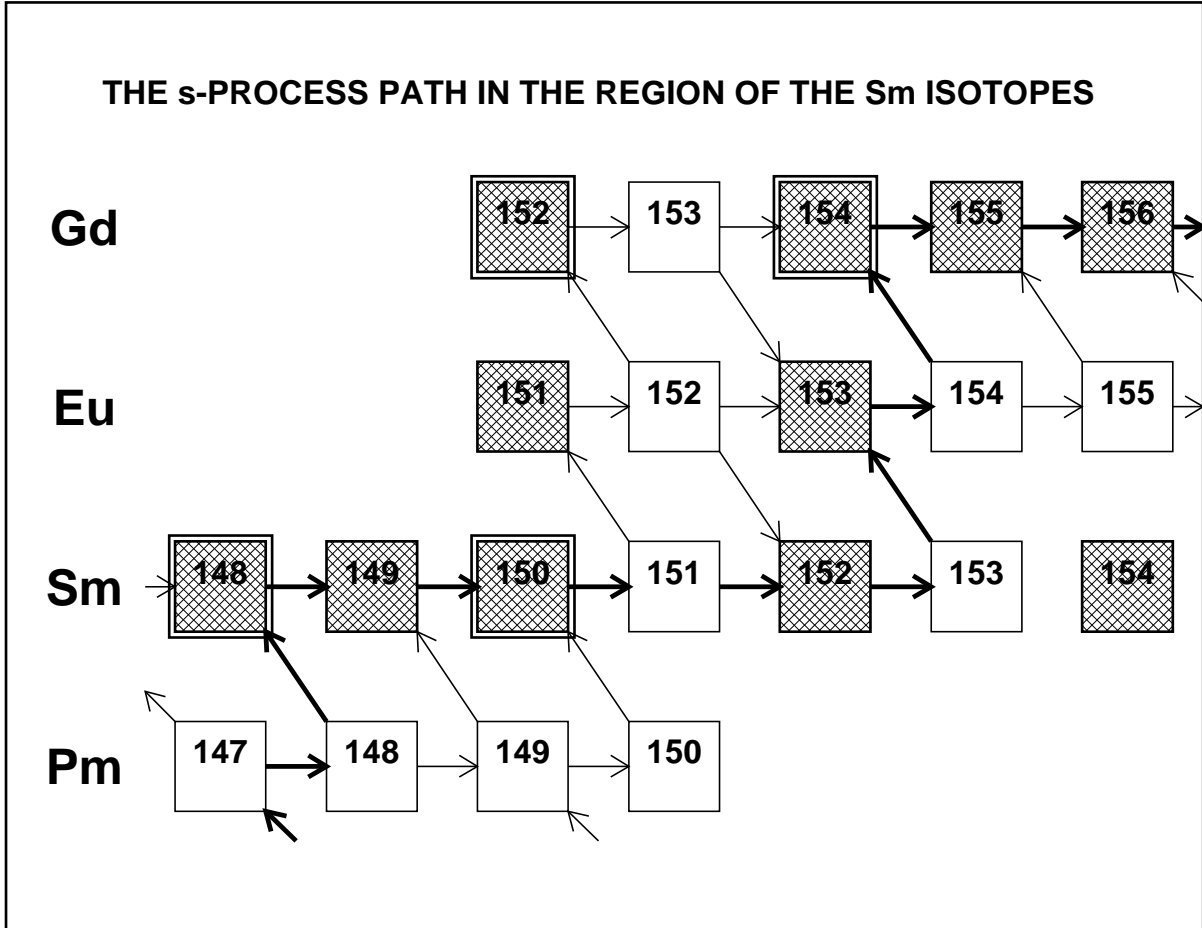 THE s-PROCESS PATH IN THE REGION OF THE Sm ISOTOPES
Gd 152 153 154 155 156
Eu 151 152 153 154 155
Sm 148 149 150 151 152 153 154
Pm 147 148 149 150